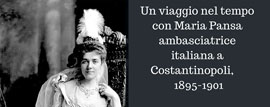 Un viaggio nel tempo
con Maria Pansa
ambasciatrice
italiana a
Costantinopoli,
1895-1901